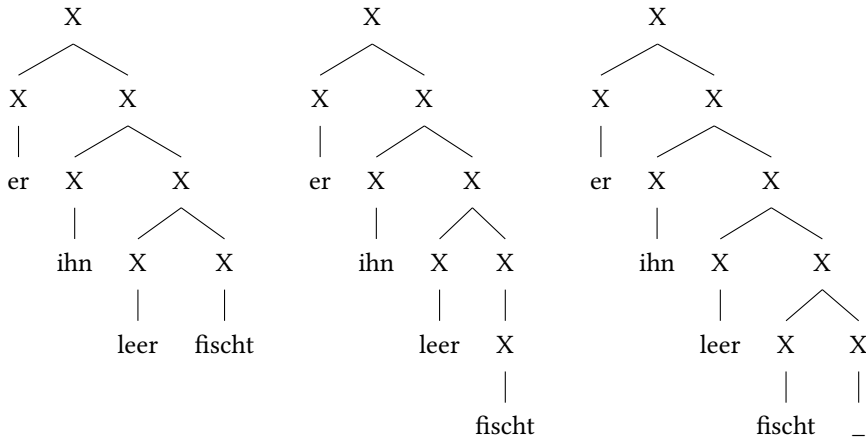 X X X
X X X X X X
er X X er X X er X X
ihn X X ihn X X ihn X X
leer fischt leer X leer X X
fischt fischt _